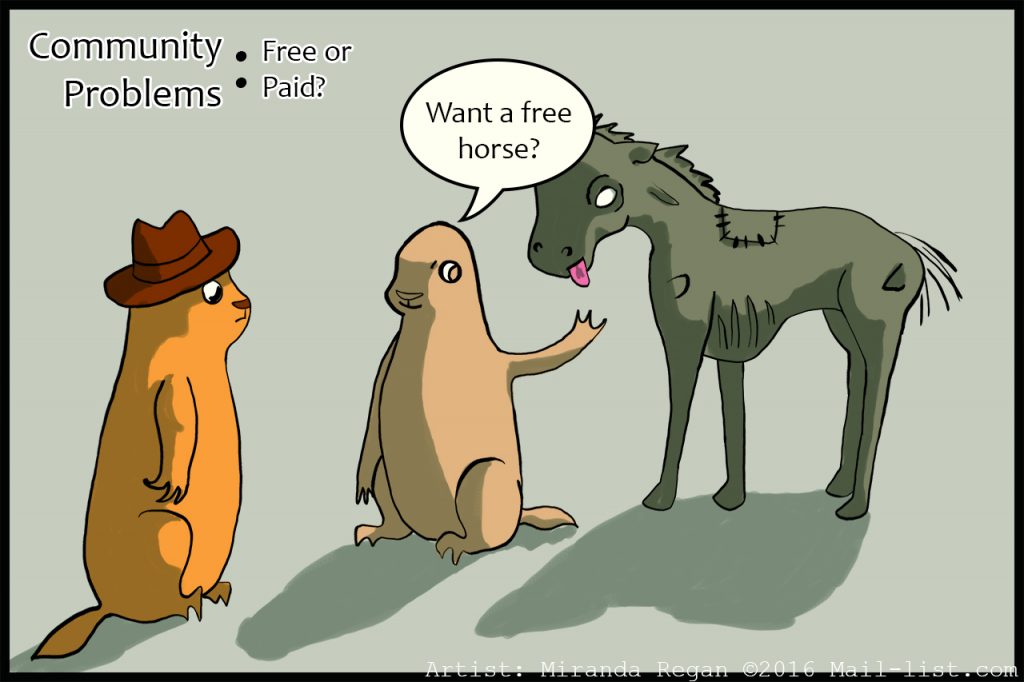 Community
Problems
: Free or
Paid?
Want a free
horse?
Artist: Miranda Regan ©2016 Mail-list.com